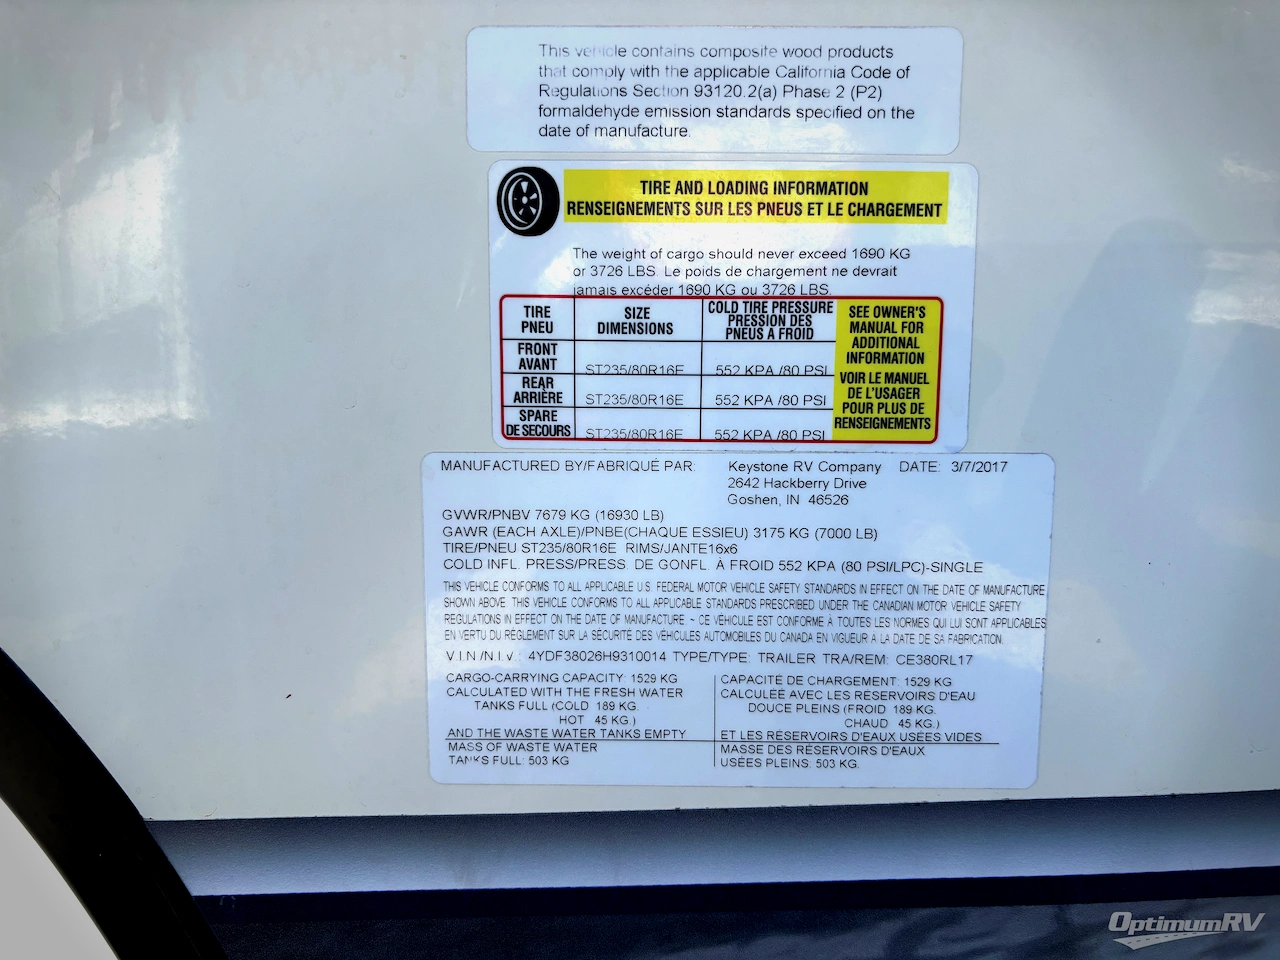 This vehicle contains composite wood products
that comply with the applicable California Code of
Regulations Section 93120.2(a) Phase 2 (P2)
formaldehyde emission standards specified on the
date of manufacture.
TIRE AND LOADING INFORMATION
RENSEIGNEMENTS SUR LES PNEUS ET LE CHARGEMENT
The weight of cargo should never exceed 1690 KG
or 3726 LBS. Le poids de chargement ne devrait
jamais excéder 1690 KG ou 3726 LBS.
TIRE
PNEU
SIZE
DIMENSIONS
COLD TIRE PRESSURE
PRESSION DES
PNEUS A FROID
SEE OWNER'S
MANUAL FOR
ADDITIONAL
INFORMATION
VOIR LE MANUEL
DE L'USAGER
POUR PLUS DE
RENSEIGNEMENTS
FRONT
AVANT
ST235/80R16E
552 KPA /80 PSI
REAR
ARRIÈRE
ST235/80R16E
552 KPA /80 PSI
SPARE
DE SECOURS
ST235/80R16E
552 KPA /80 PSI
MANUFACTURED BY/FABRIQUÉ PAR: Keystone RV Company DATE: 3/7/2017
2642 Hackberry Drive
Goshen, IN 46526
GVWR/PNBV 7679 KG (16930 LB)
GAWR (EACH AXLE)/PNBE(CHAQUE ESSIEU) 3175 KG (7000 LB)
TIRE/PNEU ST235/80R16E RIMS/JANTE16x6
COLD INFL. PRESS/PRESS. DE GONFL. À FROID 552 KPA (80 PSI/LPC)-SINGLE
THIS VEHICLE CONFORMS TO ALL APPLICABLE U.S. FEDERAL MOTOR VEHICLE SAFETY STANDARDS IN EFFECT ON THE DATE OF MANUFACTURE
SHOWN ABOVE. THIS VEHICLE CONFORMS TO ALL APPLICABLE STANDARDS PRESCRIBED UNDER THE CANADIAN MOTOR VEHICLE SAFETY
REGULATIONS IN EFFECT ON THE DATE OF MANUFACTURE - CE VÉHICULE EST CONFORME À TOUTES LES NORMES QUI LUI SONT APPLICABLES
EN VERTU DU RÈGLEMENT SUR LA SÉCURITÉ DES VÉHICULES AUTOMOBILES DU CANADA EN VIGUEUR À LA DATE DE SA FABRICATION.
V.I.N./N.I.V.: 4YDF38026H9310014 TYPE/TYPE: TRAILER TRA/REM: CE380RL17
CARGO-CARRYING CAPACITY: 1529 KG
CALCULATED WITH THE FRESH WATER
TANKS FULL (COLD 189 KG.
HOT 45 KG.)
AND THE WASTE WATER TANKS EMPTY
MASS OF WASTE WATER
TANKS FULL: 503 KG
CAPACITÉ DE CHARGEMENT: 1529 KG
CALCULÉE AVEC LES RÉSERVOIRS D'EAU
DOUCE PLEINS (FROID 189 KG.
CHAUD 45 KG.)
ET LES RÉSERVOIRS D'EAUX USÉES VIDES
MASSE DES RÉSERVOIRS D'EAUX
USÉES PLEINS: 503 KG.
OptimumRV